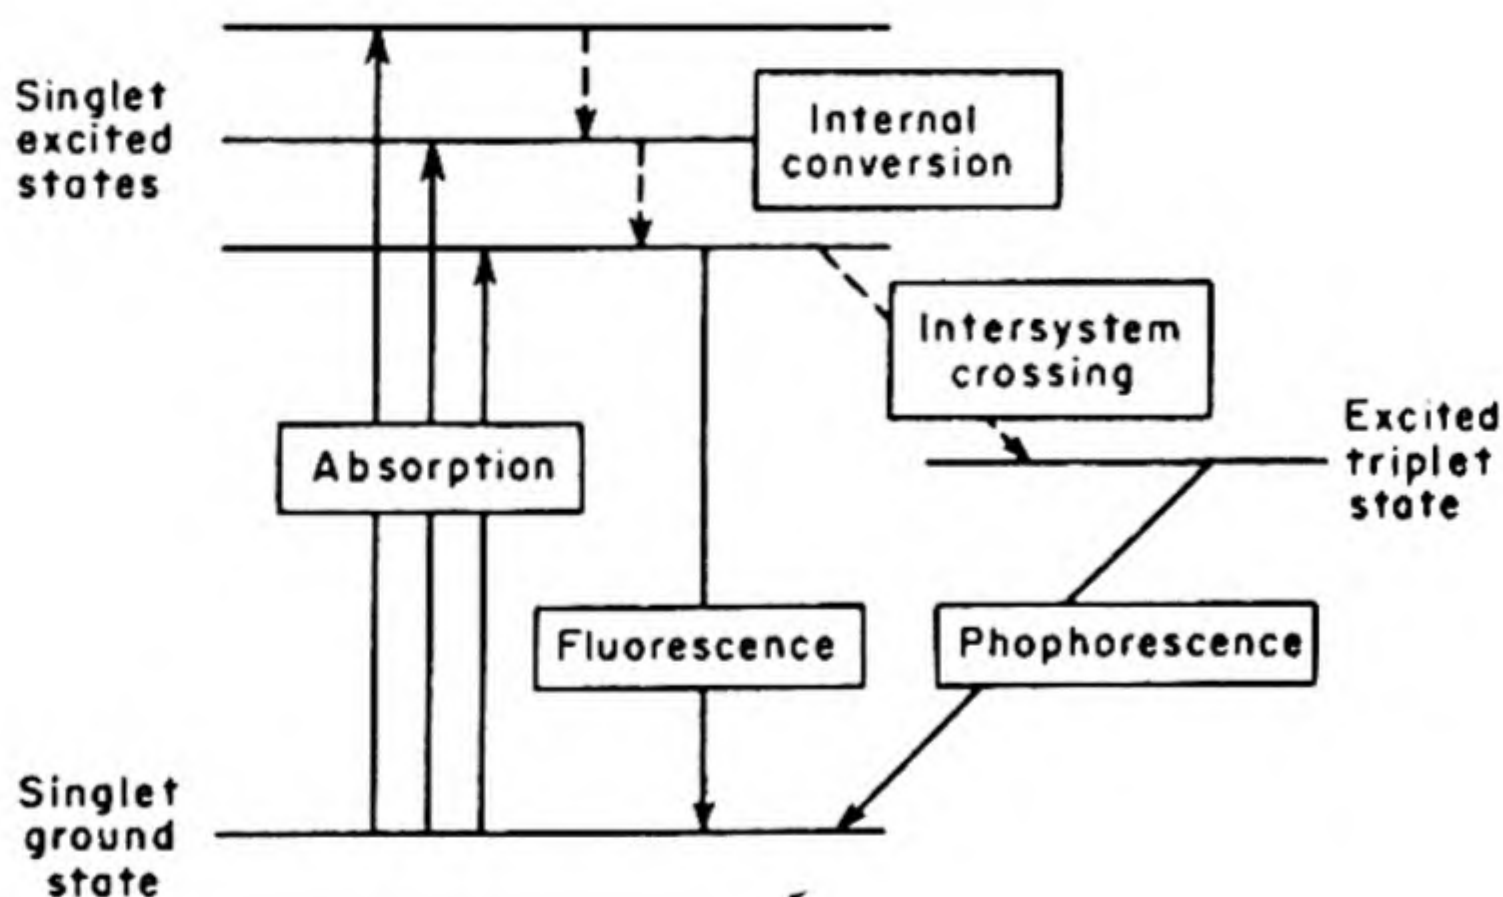 Singlet
excited
states
Internal
conversion
Intersystem
crossing
Absorption
Excited
triplet
state
Fluorescence
Phophorescence
Singlet
ground
state